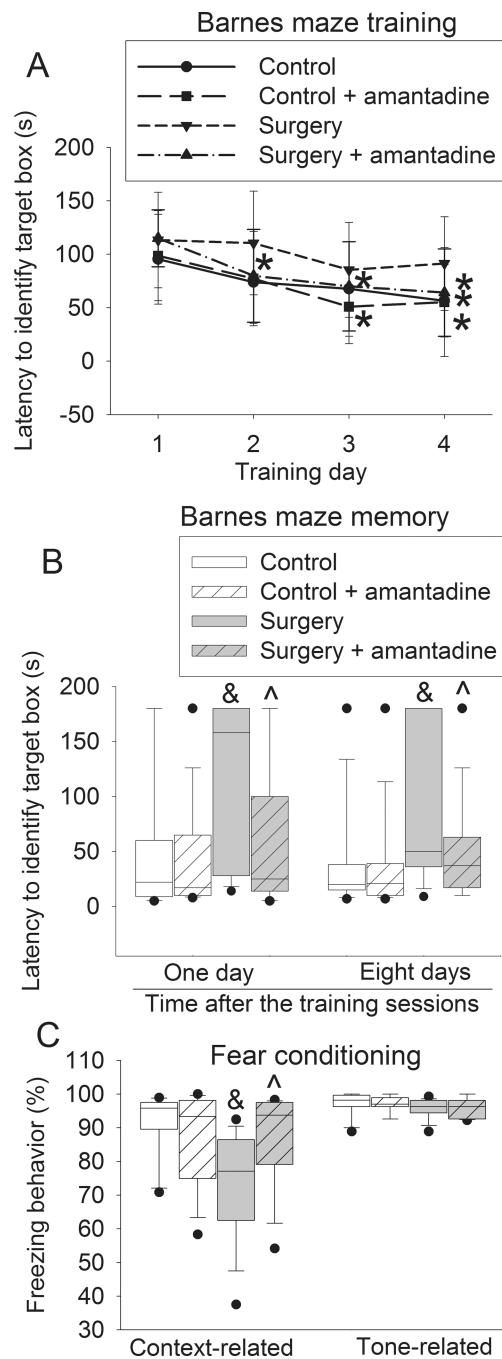 Barnes maze training
A
Control
Control + amantadine
Surgery
Surgery + amantadine
Latency to identify target box (s)
200
150
100
50
0
-50
*
*
*
*
*
*
1 2 3 4
Training day
Barnes maze memory
B
Control
Control + amantadine
Surgery
Surgery + amantadine
Latency to identify target box (s)
200
150
100
50
0
& ^ & ^
One day Eight days
Time after the training sessions
C
Fear conditioning
Freezing behavior (%)
110
100
90
80
70
60
50
40
30
& ^
Context-related Tone-related